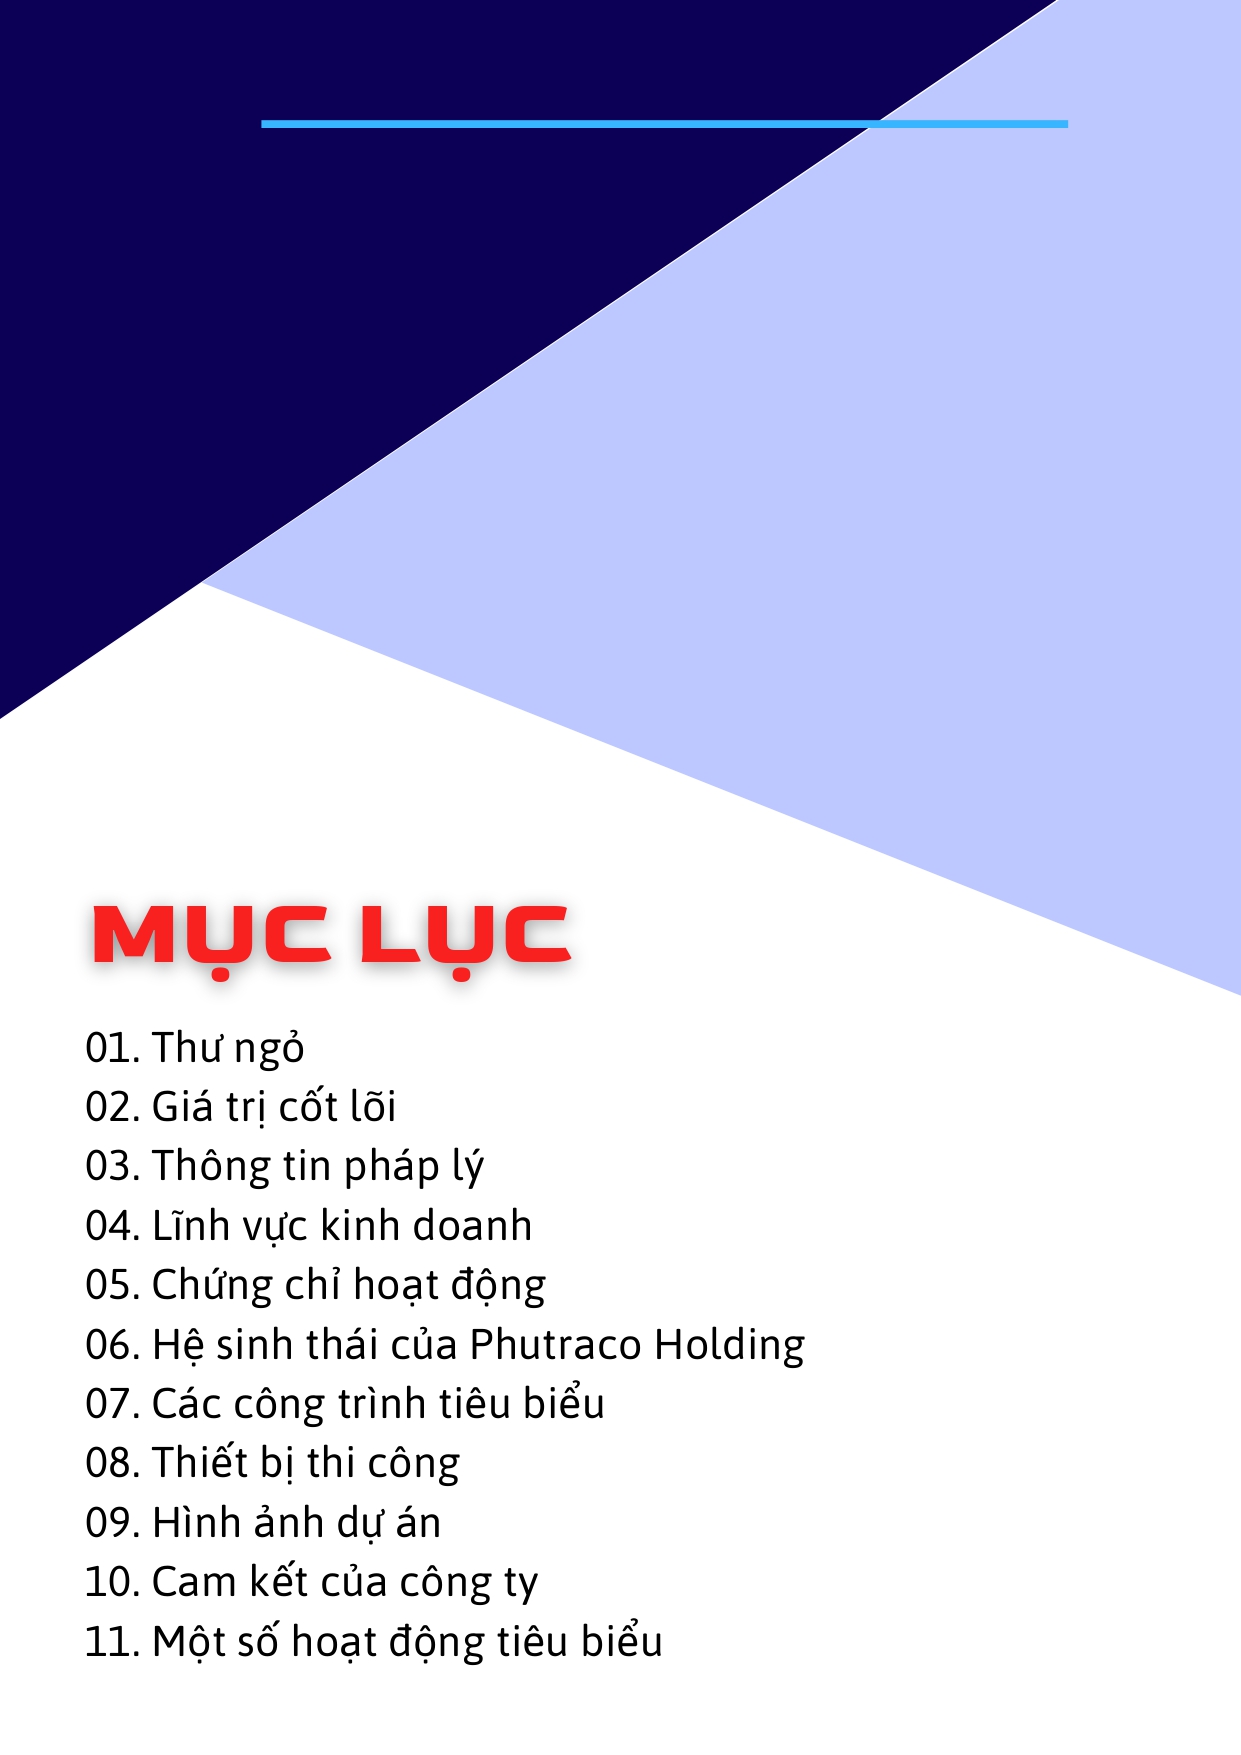 MỤC LỤC
01. Thư ngỏ
02. Giá trị cốt lõi
03. Thông tin pháp lý
04. Lĩnh vực kinh doanh
05. Chứng chỉ hoạt động
06. Hệ sinh thái của Phutraco Holding
07. Các công trình tiêu biểu
08. Thiết bị thi công
09. Hình ảnh dự án
10. Cam kết của công ty
11. Một số hoạt động tiêu biểu